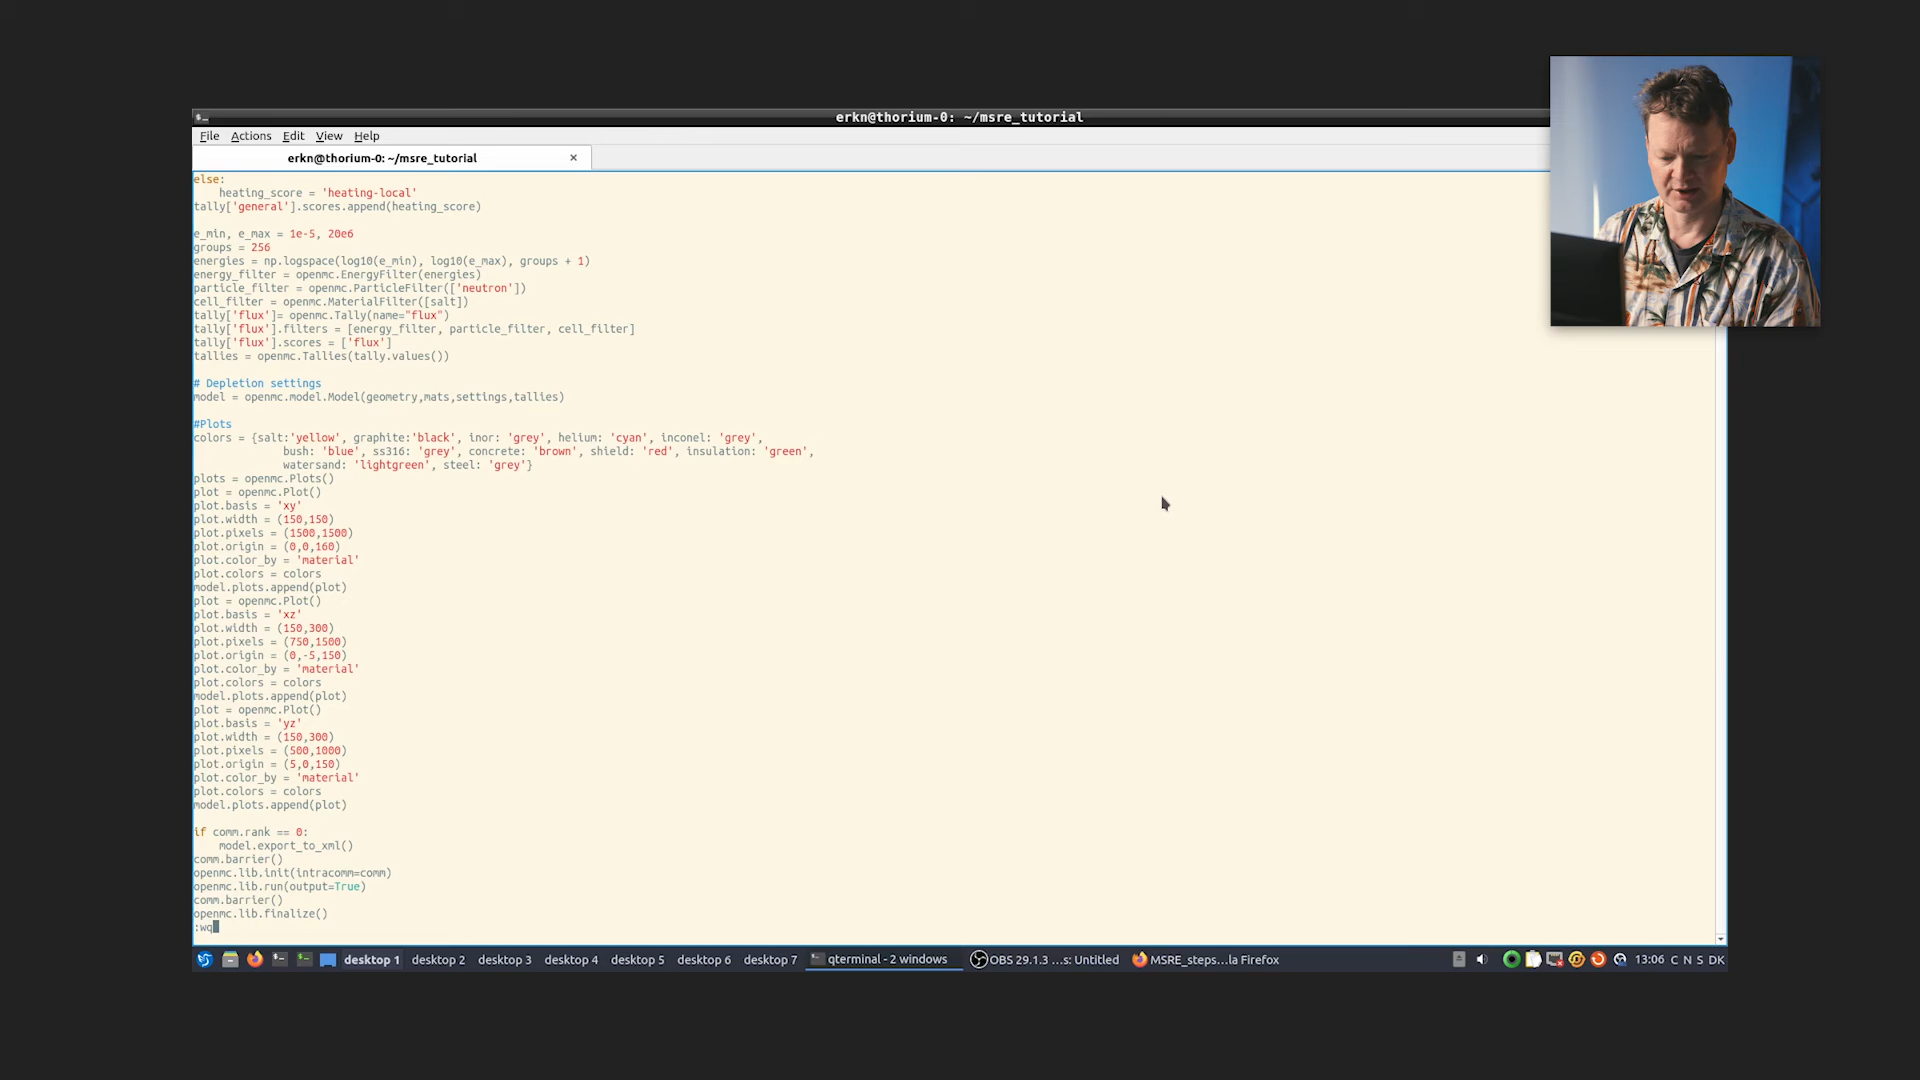 erkn@thorium-0: ~/msre_tutorial
File Actions Edit View Help
erkn@thorium-0: ~/msre_tutorial ×
else:
    heating_score = 'heating-local'
tally['general'].scores.append(heating_score)
e_min, e_max = 1e-5, 20e6
groups = 256
energies = np.logspace(log10(e_min), log10(e_max), groups + 1)
energy_filter = openmc.EnergyFilter(energies)
particle_filter = openmc.ParticleFilter(['neutron'])
cell_filter = openmc.MaterialFilter([salt])
tally['flux']= openmc.Tally(name="flux")
tally['flux'].filters = [energy_filter, particle_filter, cell_filter]
tally['flux'].scores = ['flux']
tallies = openmc.Tallies(tally.values())
# Depletion settings
model = openmc.model.Model(geometry,mats,settings,tallies)
#Plots
colors = {salt:'yellow', graphite:'black', inor: 'grey', helium: 'cyan', inconel: 'grey',
              bush: 'blue', ss316: 'grey', concrete: 'brown', shield: 'red', insulation: 'green',
              watersand: 'lightgreen', steel: 'grey'}
plots = openmc.Plots()
plot = openmc.Plot()
plot.basis = 'xy'
plot.width = (150,150)
plot.pixels = (1500,1500)
plot.origin = (0,0,160)
plot.color_by = 'material'
plot.colors = colors
model.plots.append(plot)
plot = openmc.Plot()
plot.basis = 'xz'
plot.width = (150,300)
plot.pixels = (750,1500)
plot.origin = (0,-5,150)
plot.color_by = 'material'
plot.colors = colors
model.plots.append(plot)
plot = openmc.Plot()
plot.basis = 'yz'
plot.width = (150,300)
plot.pixels = (500,1000)
plot.origin = (5,0,150)
plot.color_by = 'material'
plot.colors = colors
model.plots.append(plot)
if comm.rank == 0:
    model.export_to_xml()
comm.barrier()
openmc.lib.init(intracomm=comm)
openmc.lib.run(output=True)
comm.barrier()
openmc.lib.finalize()
:wq
desktop 1 desktop 2 desktop 3 desktop 4 desktop 5 desktop 6 desktop 7 qterminal - 2 windows OBS 29.1.3 ...s: Untitled MSRE_steps...la Firefox 13:06 C N S DK